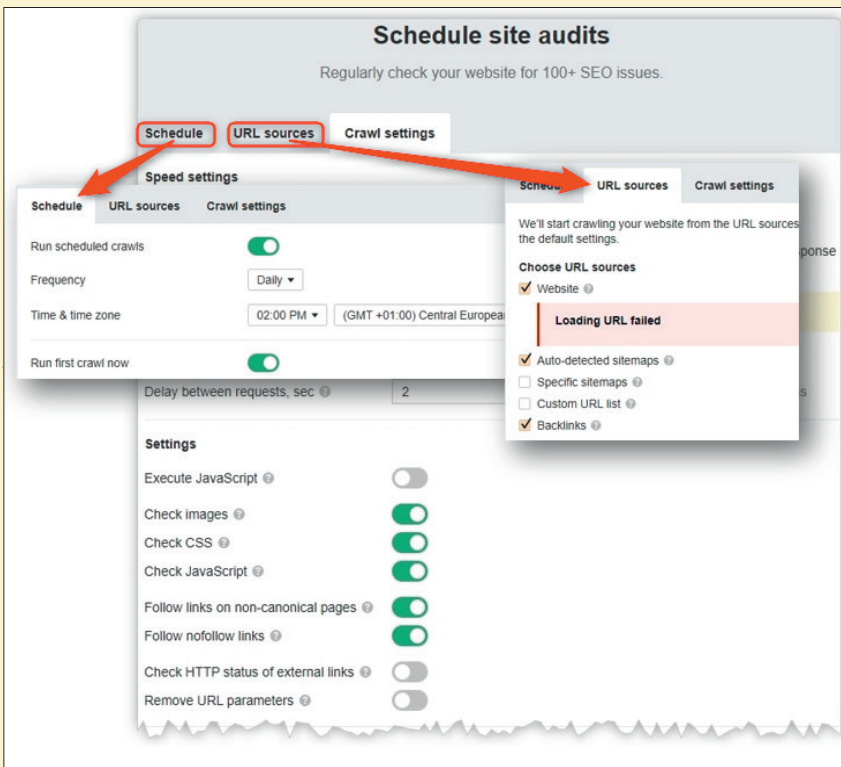 Schedule site audits
Regularly check your website for 100+ SEO issues.
Schedule URL sources Crawl settings
Speed settings
Schedule URL sources Crawl settings
Run scheduled crawls
Frequency Daily
Time & time zone 02:00 PM (GMT +01:00) Central European
Run first crawl now
URL sources Crawl settings
We'll start crawling your website from the URL sources
the default settings.
Choose URL sources
Website
Loading URL failed
Auto-detected sitemaps
Specific sitemaps
Custom URL list
Backlinks
Delay between requests, sec 2
Settings
Execute JavaScript
Check images
Check CSS
Check JavaScript
Follow links on non-canonical pages
Follow nofollow links
Check HTTP status of external links
Remove URL parameters